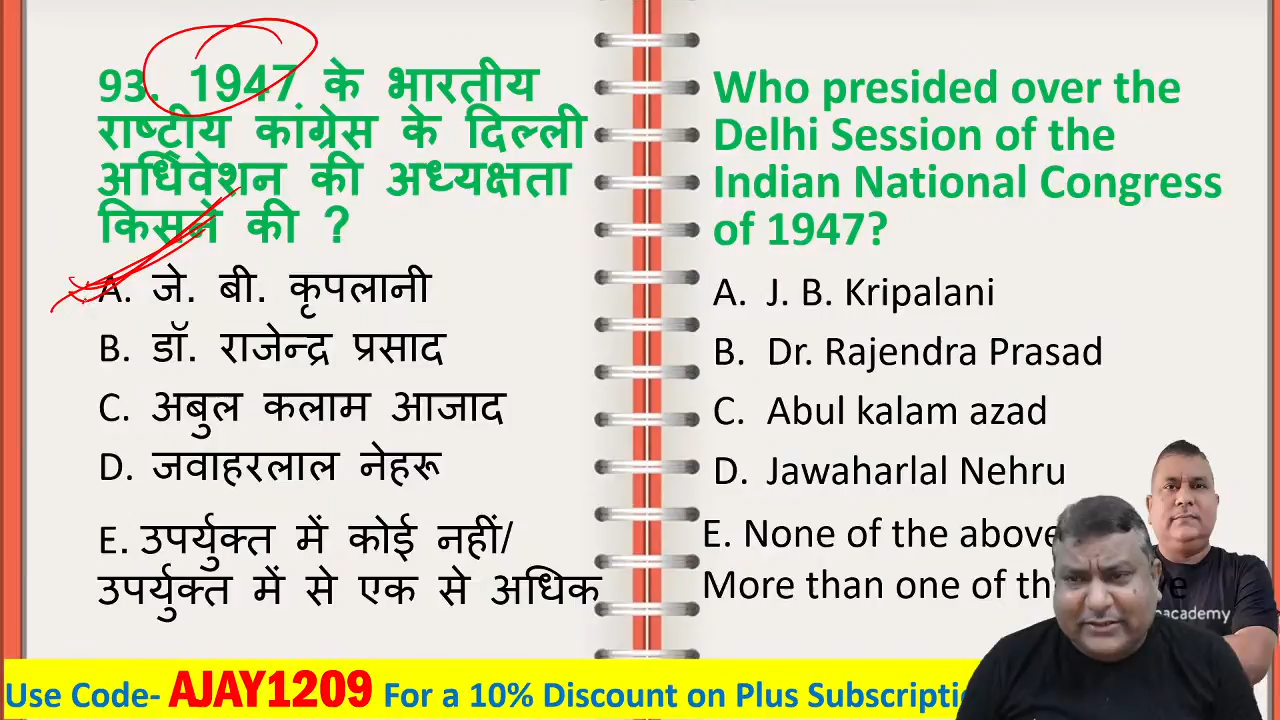 93. 1947 के भारतीय
राष्ट्रीय कांग्रेस के दिल्ली
अधिवेशन की अध्यक्षता
किसने की ?
A. जे. बी. कृपलानी
B. डॉ. राजेन्द्र प्रसाद
C. अबुल कलाम आजाद
D. जवाहरलाल नेहरू
E. उपर्युक्त में कोई नहीं/
उपर्युक्त में से एक से अधिक
Who presided over the
Delhi Session of the
Indian National Congress
of 1947?
A. J. B. Kripalani
B. Dr. Rajendra Prasad
C. Abul kalam azad
D. Jawaharlal Nehru
E. None of the above
More than one of
academy
Use Code- AJAY1209 For a 10% Discount on Plus